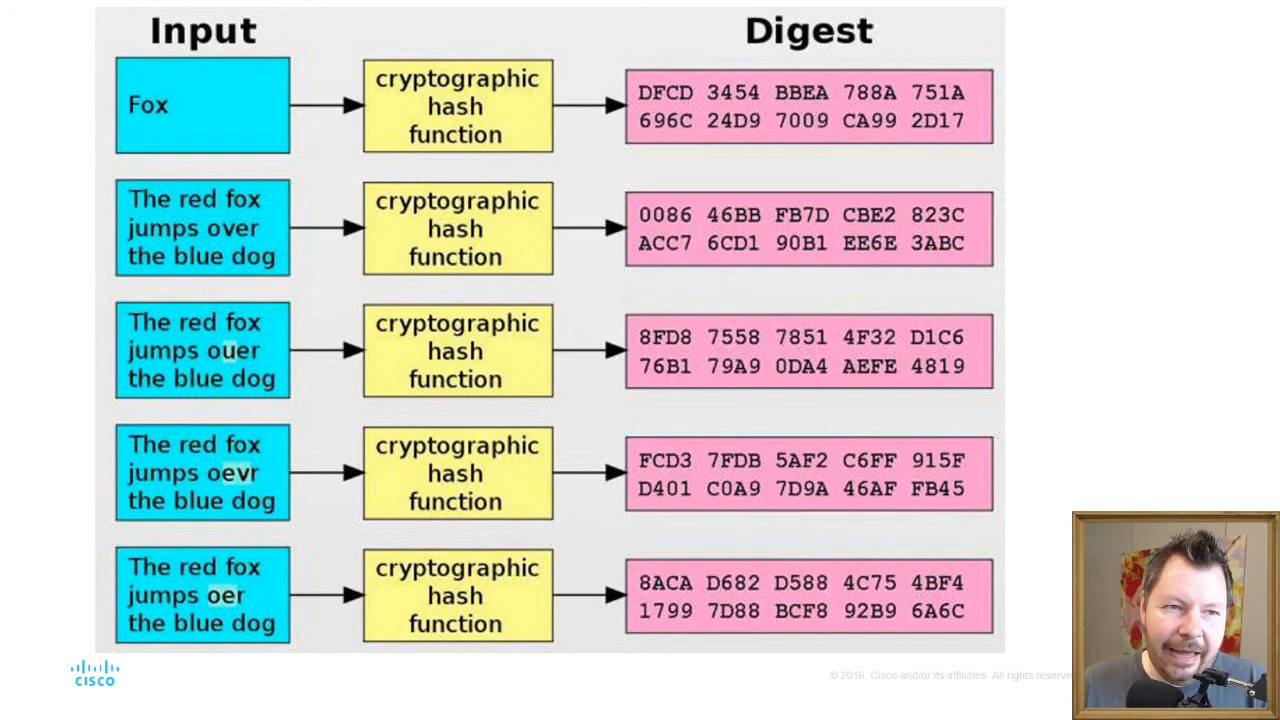 Input
Digest
Fox
cryptographic
hash
function
DFCD 3454 BBEA 788A 751A
696C 24D9 7009 CA99 2D17
The red fox
jumps over
the blue dog
cryptographic
hash
function
0086 46BB FB7D CBE2 823C
ACC7 6CD1 90B1 EE6E 3ABC
The red fox
jumps ouer
the blue dog
cryptographic
hash
function
8FD8 7558 7851 4F32 D1C6
76B1 79A9 0DA4 AEFE 4819
The red fox
jumps oevr
the blue dog
cryptographic
hash
function
FCD3 7FDB 5AF2 C6FF 915F
D401 C0A9 7D9A 46AF FB45
The red fox
jumps oer
the blue dog
cryptographic
hash
function
8ACA D682 D588 4C75 4BF4
1799 7D88 BCF8 92B9 6A6C
CISCO
© 2016 Cisco and/or its affiliates. All rights reserve